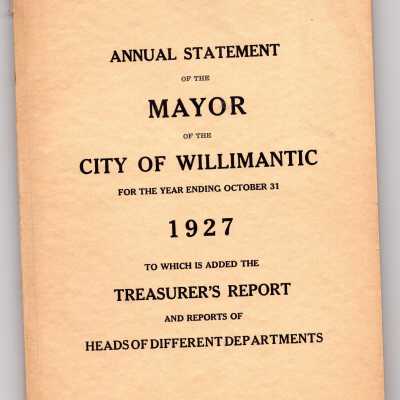 ANNUAL STATEMENT
OF THE
MAYOR
OF THE
CITY OF WILLIMANTIC
FOR THE YEAR ENDING OCTOBER 31
1927
TO WHICH IS ADDED THE
TREASURER'S REPORT
AND REPORTS OF
HEADS OF DIFFERENT DEPARTMENTS